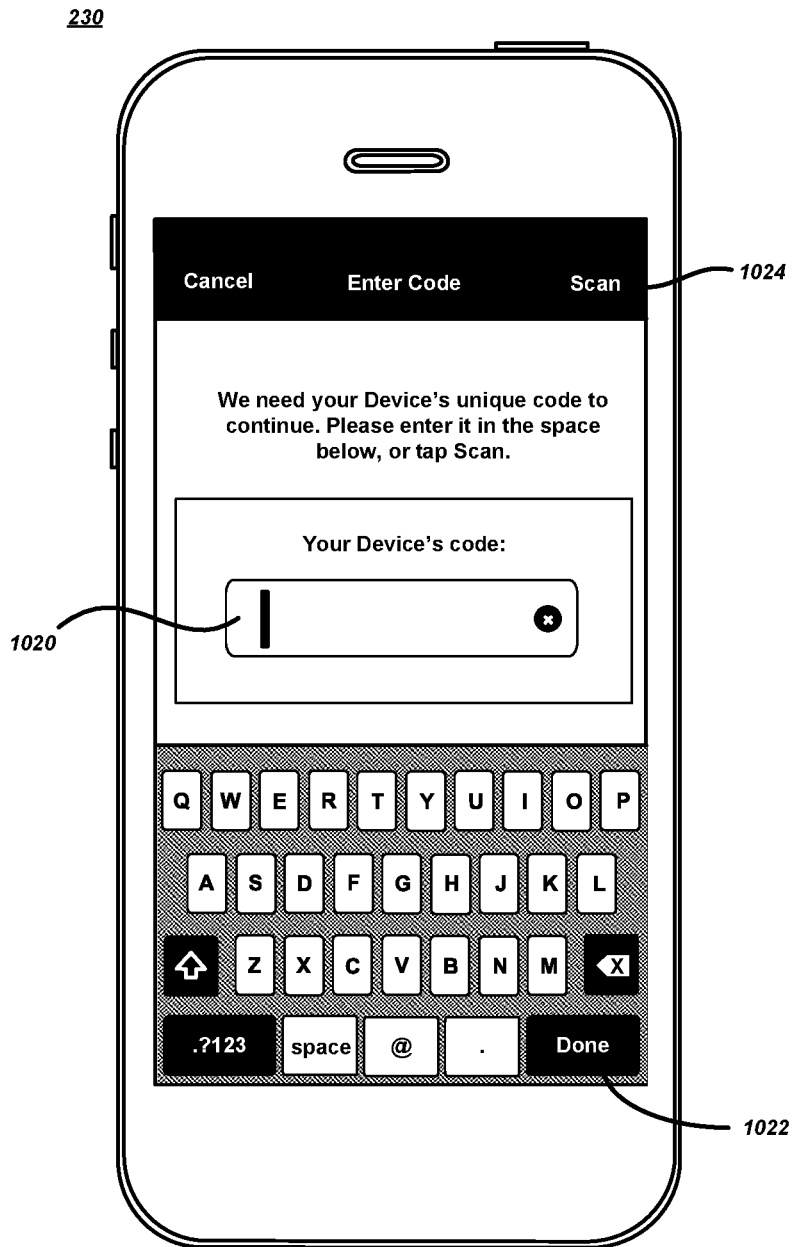 230
Cancel Enter Code Scan
1024
We need your Device’s unique code to
continue. Please enter it in the space
below, or tap Scan.
Your Device’s code:
1020
Q W E R T Y U I O P
A S D F G H J K L
Z X C V B N M X
.?123 space @ . Done
1022